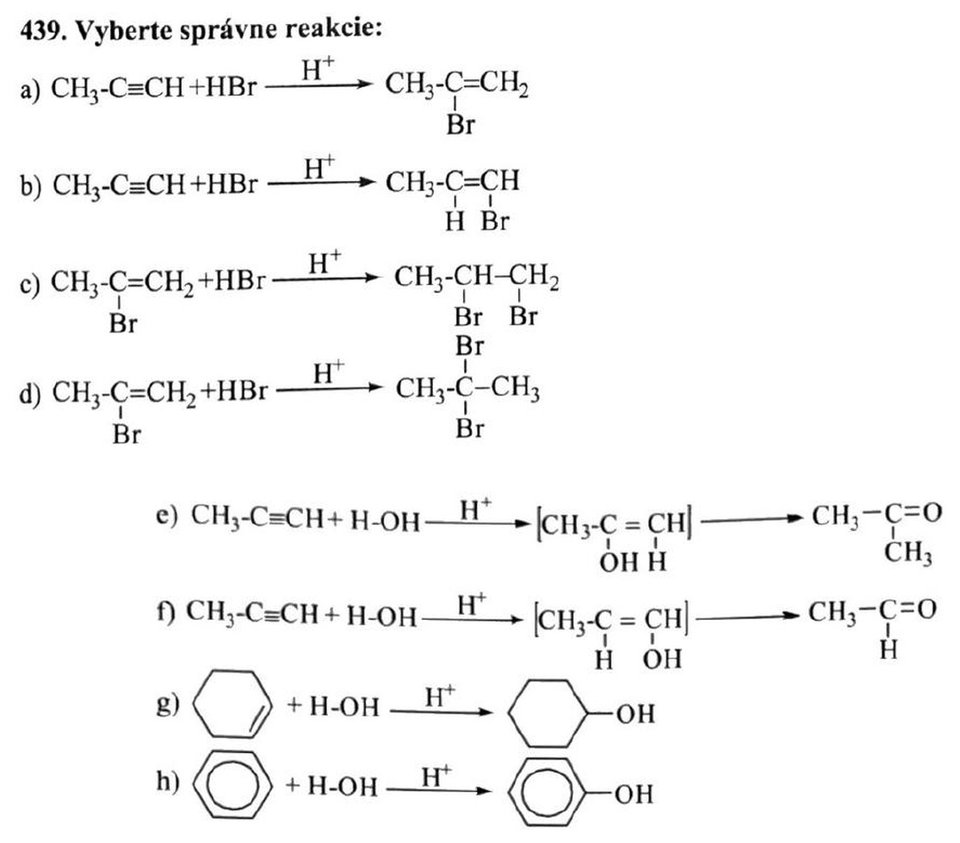 439. Vyberte správne reakcie:
a) CH₃-C≡CH+HBr H⁺ CH₃-C=CH₂
Br
b) CH₃-C≡CH+HBr H⁺ CH₃-C=CH
H Br
c) CH₃-C=CH₂+HBr H⁺ CH₃-CH-CH₂
Br Br Br
Br
d) CH₃-C=CH₂+HBr H⁺ CH₃-C-CH₃
Br Br
e) CH₃-C≡CH+ H-OH H⁺ [CH₃-C = CH] CH₃-C=O
OH H CH₃
f) CH₃-C≡CH + H-OH H⁺ [CH₃-C = CH] CH₃-C=O
H OH H
g) + H-OH H⁺ -OH
h) + H-OH H⁺ -OH